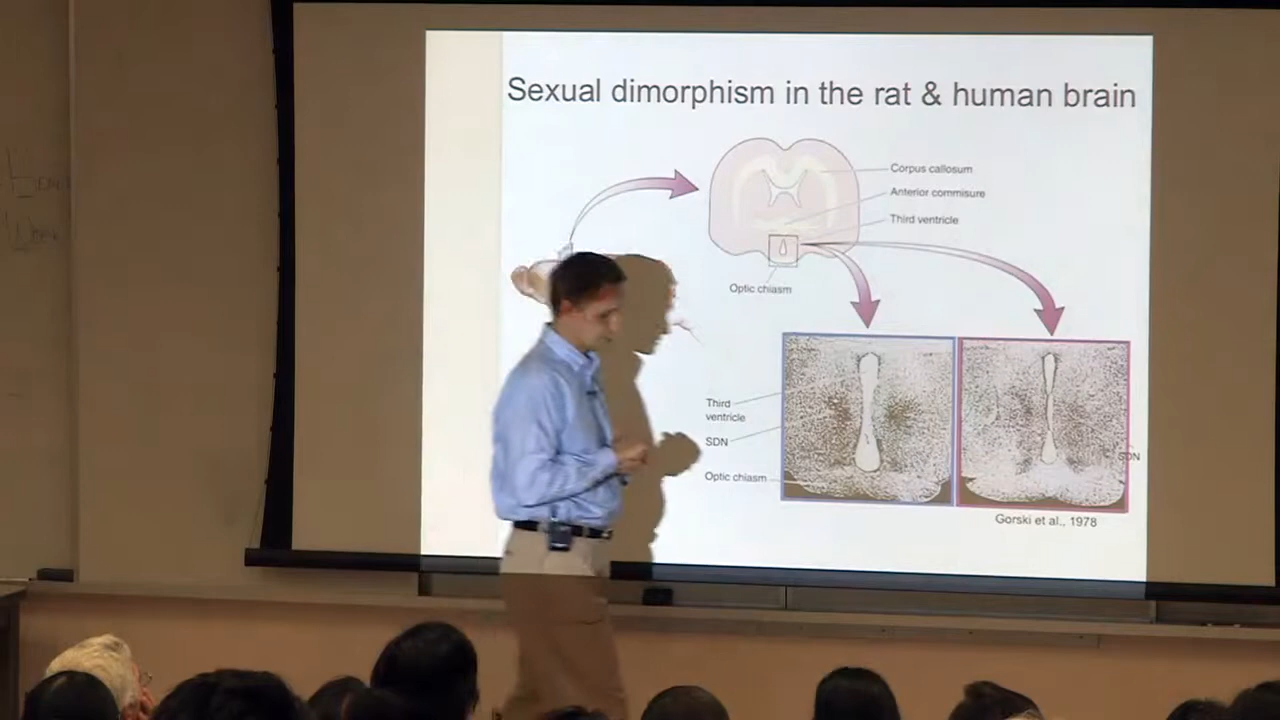 Sexual dimorphism in the rat & human brain
Corpus callosum
Anterior commisure
Third ventricle
Optic chiasm
Third
ventricle
SDN
Optic chiasm
SDN
Gorski et al., 1978